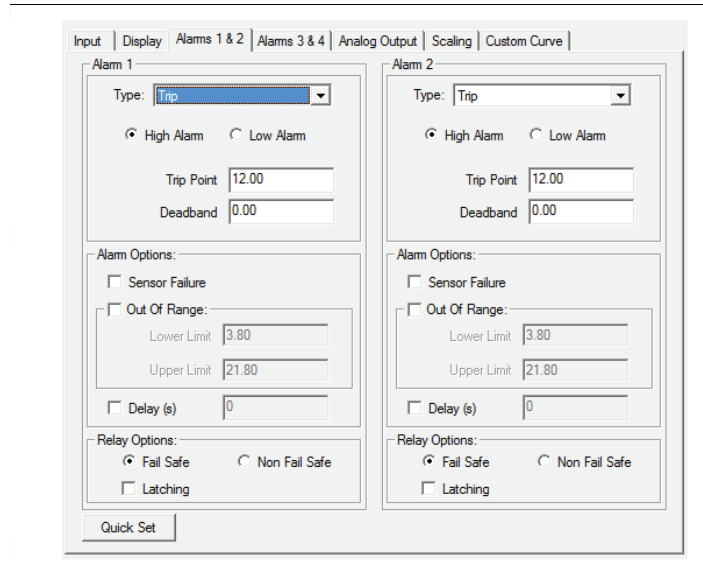 Input Display Alarms 1 & 2 Alarms 3 & 4 Analog Output Scaling Custom Curve
Alarm 1
Type: Trip
High Alarm Low Alarm
Trip Point 12.00
Deadband 0.00
Alarm Options:
Sensor Failure
Out Of Range:
Lower Limit 3.80
Upper Limit 21.80
Delay (s) 0
Relay Options:
Fail Safe Non Fail Safe
Latching
Alarm 2
Type: Trip
High Alarm Low Alarm
Trip Point 12.00
Deadband 0.00
Alarm Options:
Sensor Failure
Out Of Range:
Lower Limit 3.80
Upper Limit 21.80
Delay (s) 0
Relay Options:
Fail Safe Non Fail Safe
Latching
Quick Set